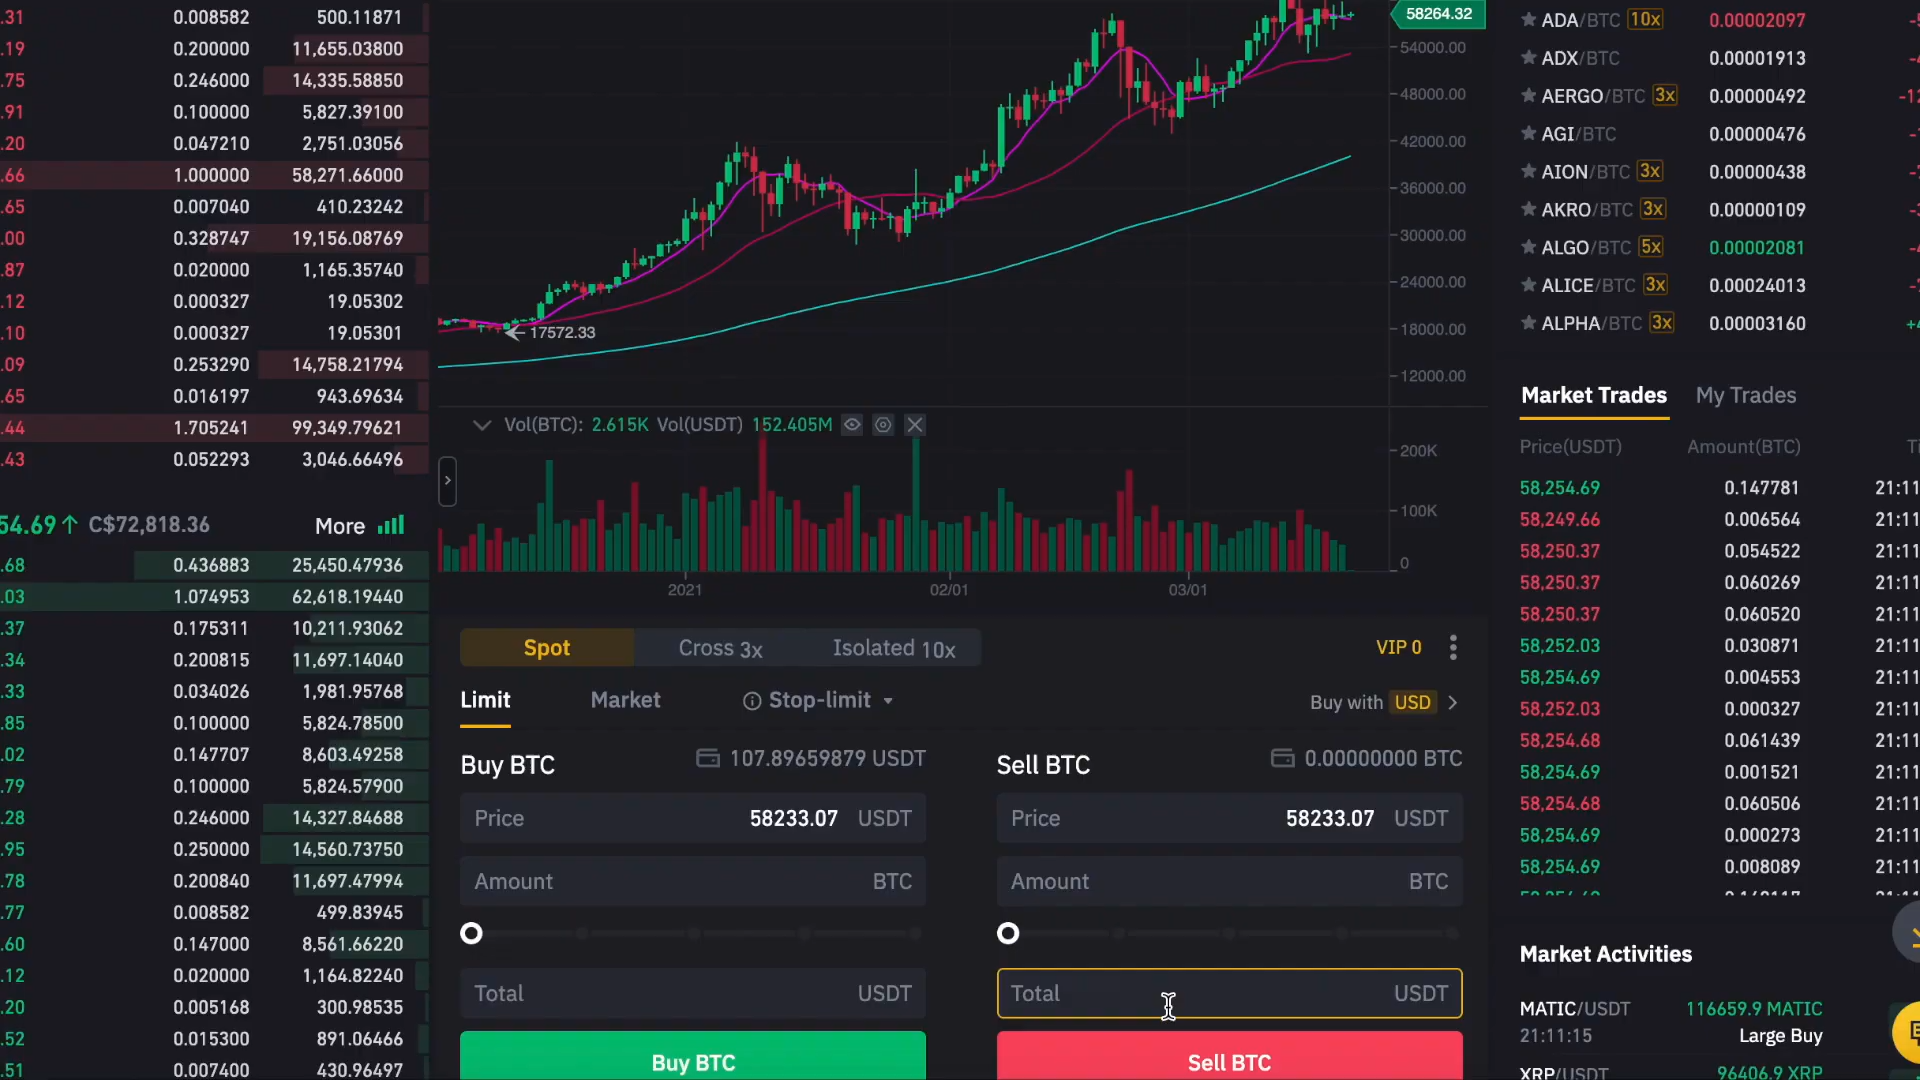 .31 0.008582 500.11871
.19 0.200000 11,655.03800
.75 0.246000 14,335.58850
.91 0.100000 5,827.39100
.20 0.047210 2,751.03056
.66 1.000000 58,271.66000
.65 0.007040 410.23242
.00 0.328747 19,156.08769
.87 0.020000 1,165.35740
.12 0.000327 19.05302
.10 0.000327 19.05301
.09 0.253290 14,758.21794
.65 0.016197 943.69634
.44 1.705241 99,349.79621
.43 0.052293 3,046.66496
54.69↑ C$72,818.36 More
.68 0.436883 25,450.47936
.03 1.074953 62,618.19440
.37 0.175311 10,211.93062
.34 0.200815 11,697.14040
.33 0.034026 1,981.95768
.85 0.100000 5,824.78500
.02 0.147707 8,603.49258
.79 0.100000 5,824.57900
.28 0.246000 14,327.84688
.95 0.250000 14,560.73750
.78 0.200840 11,697.47994
.77 0.008582 499.83945
.60 0.147000 8,561.66220
.12 0.020000 1,164.82240
.20 0.005168 300.98535
.52 0.015300 891.06466
.51 0.007400 430.96497
58264.32
54000.00
48000.00
42000.00
36000.00
30000.00
24000.00
18000.00
12000.00
17572.33
Vol(BTC): 2.615K Vol(USDT) 152.405M
200K
100K
0
2021 02/01 03/01
Spot Cross 3x Isolated 10x VIP 0
Limit Market Stop-limit Buy with USD
Buy BTC 107.89659879 USDT
Price 58233.07 USDT
Amount BTC
Total USDT
Buy BTC
Sell BTC 0.00000000 BTC
Price 58233.07 USDT
Amount BTC
Total USDT
Sell BTC
ADA/BTC 10x 0.00002097
ADX/BTC 0.00001913
AERGO/BTC 3x 0.00000492
AGI/BTC 0.00000476
AION/BTC 3x 0.00000438
AKRO/BTC 3x 0.00000109
ALGO/BTC 5x 0.00002081
ALICE/BTC 3x 0.00024013
ALPHA/BTC 3x 0.00003160
Market Trades My Trades
Price(USDT) Amount(BTC)
58,254.69 0.147781 21:11
58,249.66 0.006564 21:11
58,250.37 0.054522 21:11
58,250.37 0.060269 21:11
58,250.37 0.060520 21:11
58,252.03 0.030871 21:11
58,254.69 0.004553 21:11
58,252.03 0.000327 21:11
58,254.68 0.061439 21:11
58,254.69 0.001521 21:11
58,254.68 0.060506 21:11
58,254.69 0.000273 21:11
58,254.69 0.008089 21:11
Market Activities
MATIC/USDT 116659.9 MATIC
21:11:15 Large Buy
XRP/USDT 96406.9 XRP